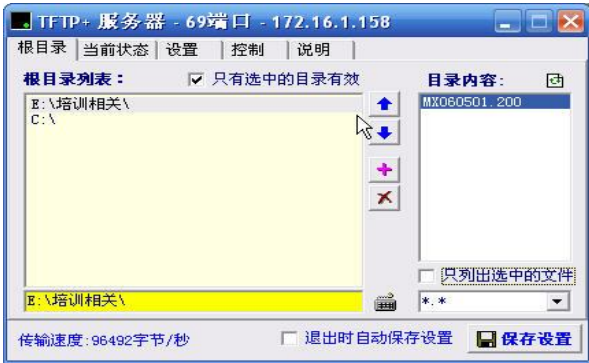 TFTP+ 服务器 - 69端口 - 172.16.1.158
根目录 当前状态 设置 控制 说明
根目录列表： 只有选中的目录有效 目录内容:
E:\培训相关\
C:\
MX060501.200
只列出选中的文件
E:\培训相关\ *.*
传输速度:96492字节/秒 退出时自动保存设置 保存设置